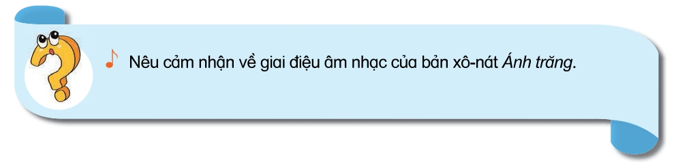 Nêu cảm nhận về giai điệu âm nhạc của bản xô-nát Ánh trăng.